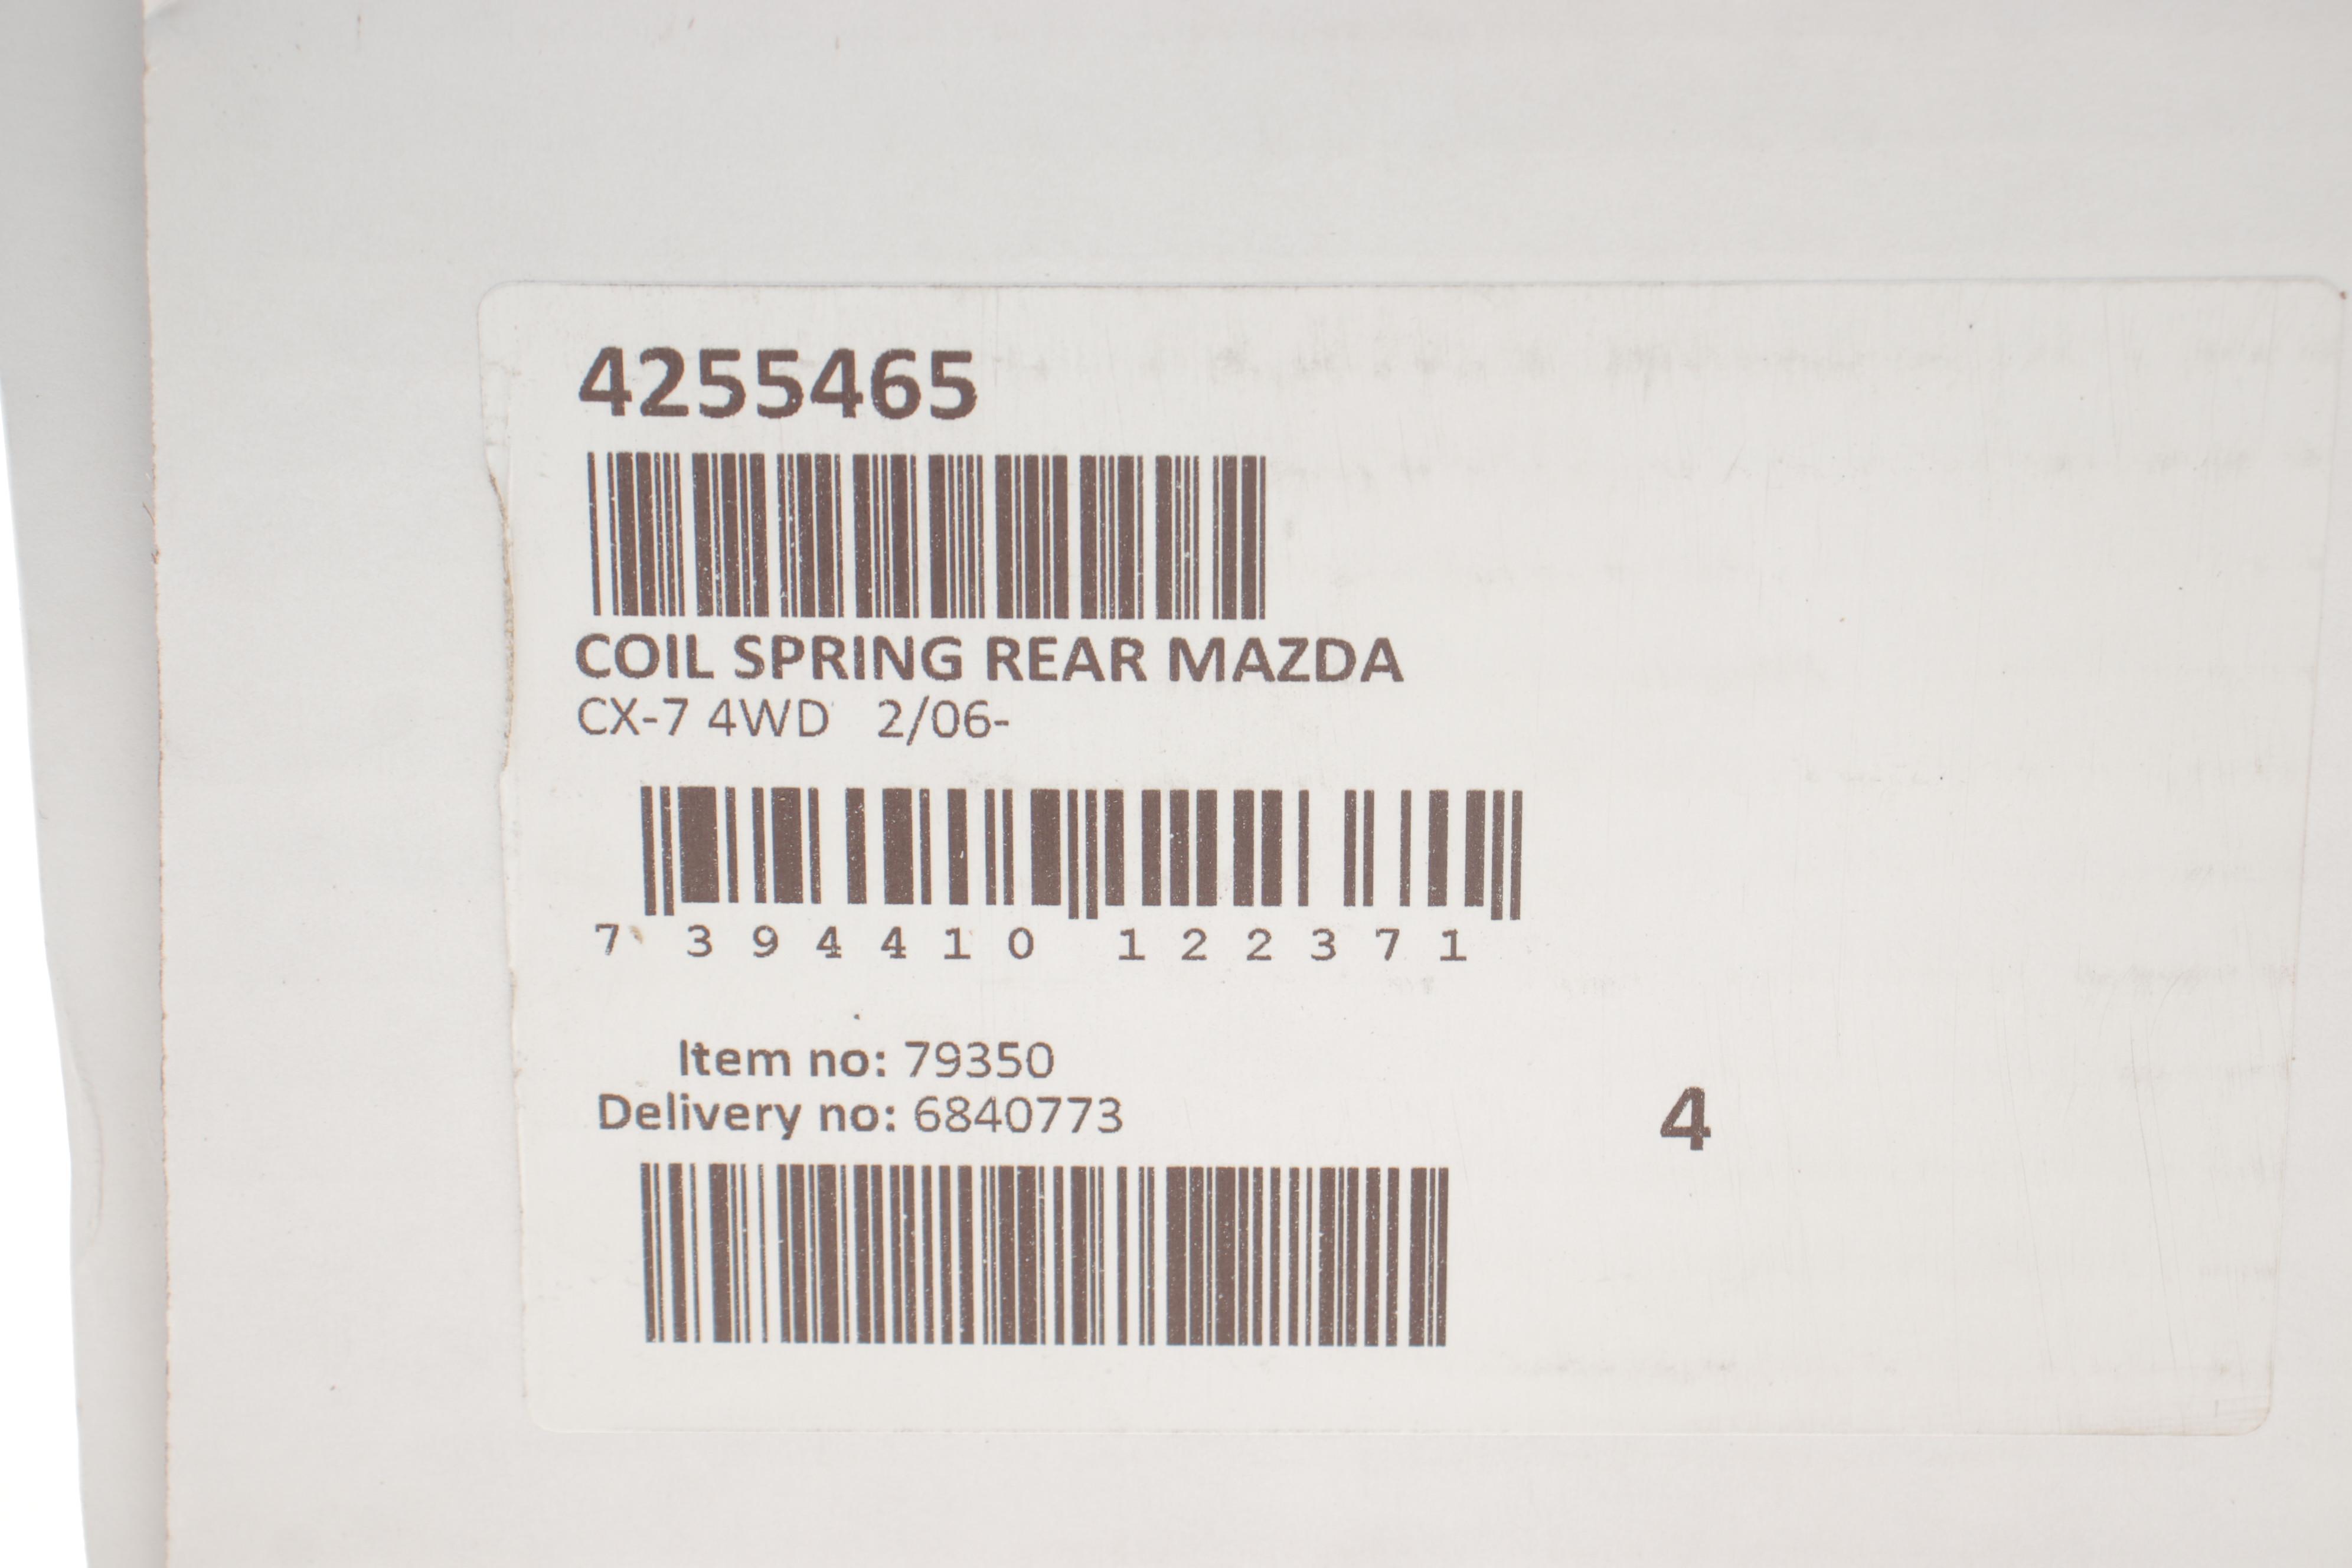 4255465
COIL SPRING REAR MAZDA
CX-7 4WD 2/06-
7 394410 122371
Item no: 79350
Delivery no: 6840773
4